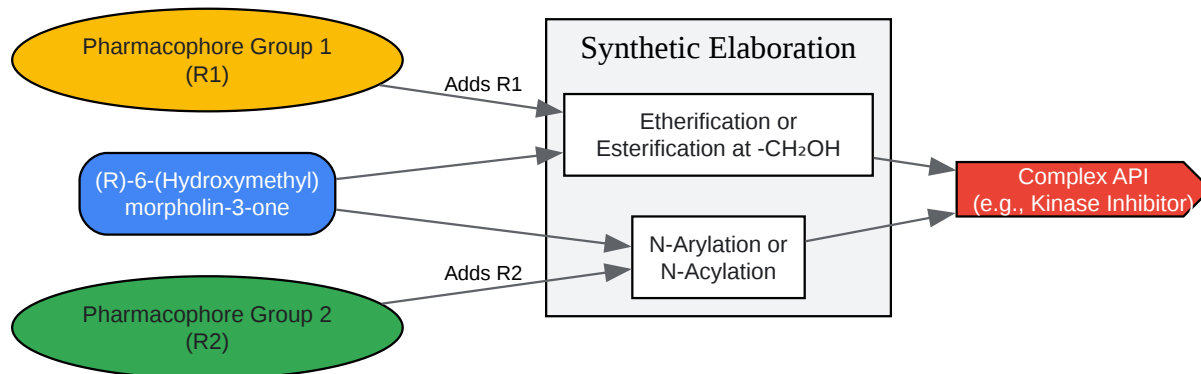 Pharmacophore Group 1
(R1)
Adds R1
Synthetic Elaboration
Etherification or
Esterification at -CH₂OH
(R)-6-(Hydroxymethyl)
morpholin-3-one
Complex API
(e.g., Kinase Inhibitor)
N-Arylation or
N-Acylation
Adds R2
Pharmacophore Group 2
(R2)